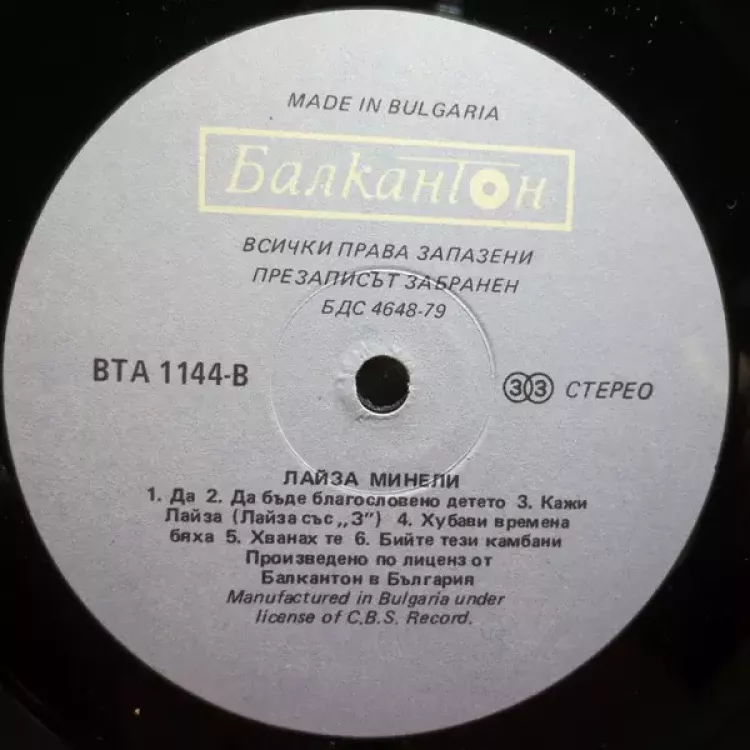 MADE IN BULGARIA
Балкантон
ВСИЧКИ ПРАВА ЗАПАЗЕНИ
ПРЕЗАПИСЪТ ЗАБРАНЕН
БДС 4648-79
ВТА 1144-В
33 СТЕРЕО
ЛАЙЗА МИНЕЛИ
1. Да 2. Да бъде благословено детето 3. Кажи
Лайза (Лайза със „З") 4. Хубави времена
бяха 5. Хванах те 6. Бийте тези камбани
Произведено по лиценз от
Балкантон в България
Manufactured in Bulgaria under
license of C.B.S. Record.